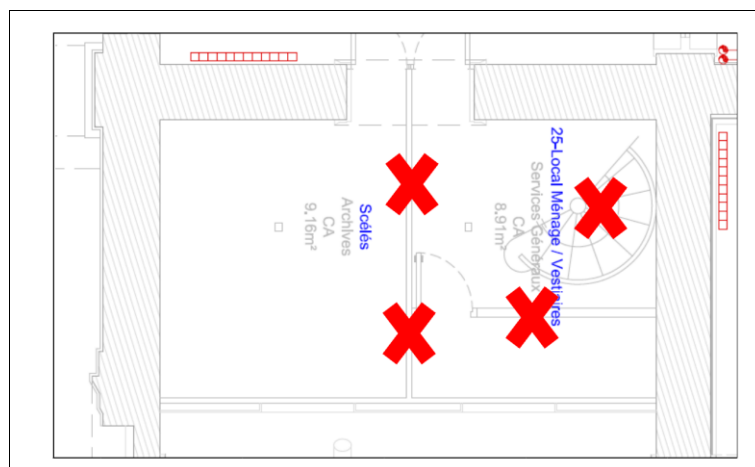 Scélés
Archives
CA
9.16m²
25-Local Ménage / Vestiaires
Services Généraux
CA
8.91m²